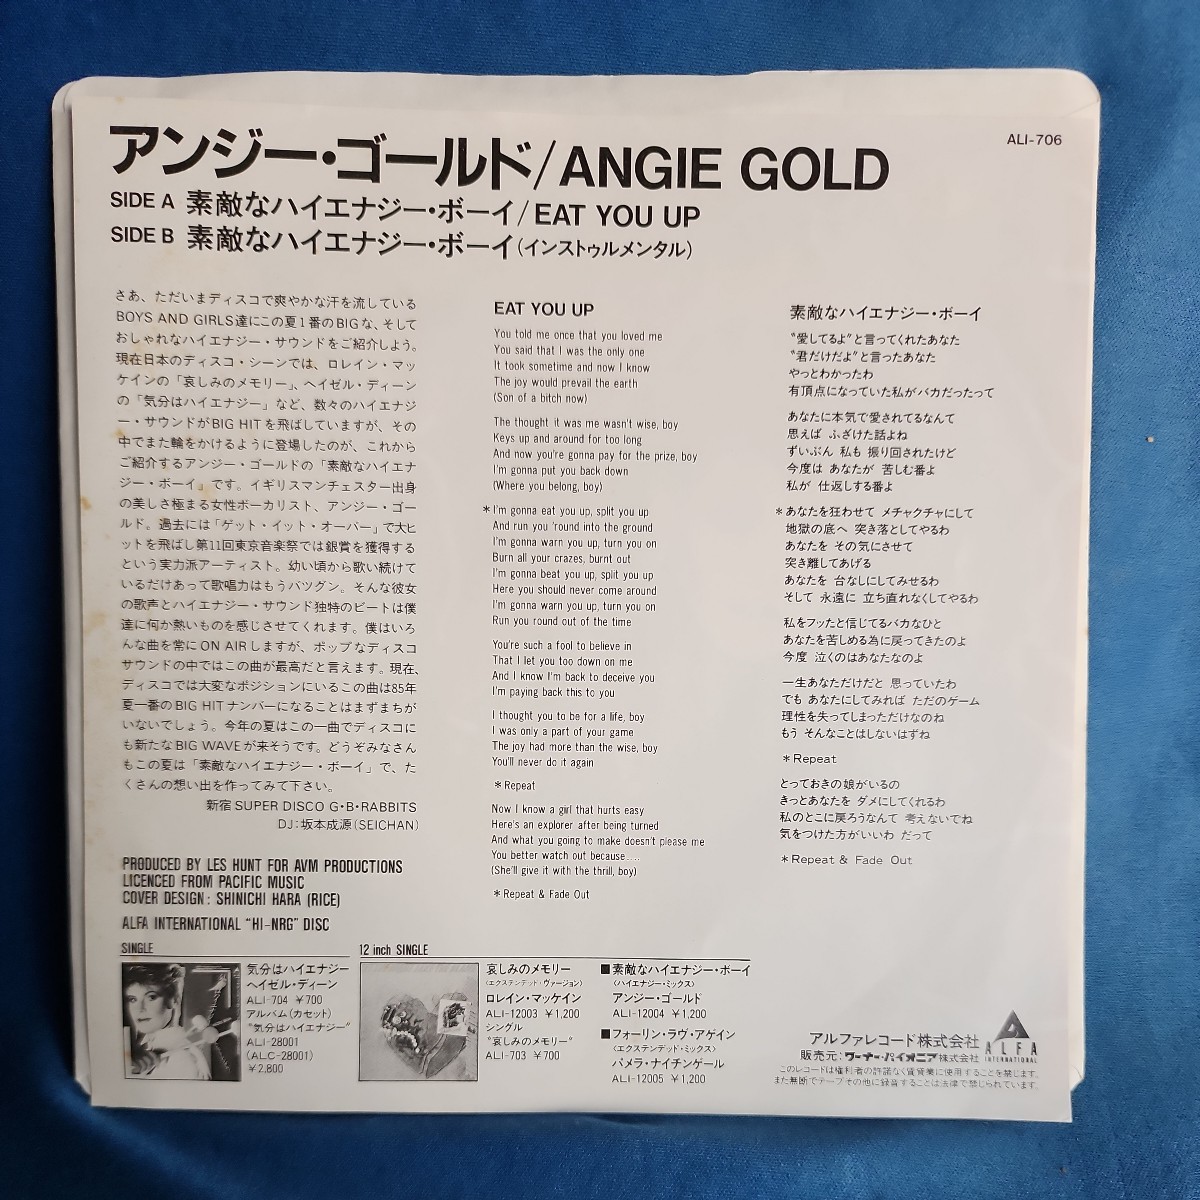 アンジー・ゴールド/ANGIE GOLD
ALI-706
SIDE A 素敵なハイエナジー・ボーイ/EAT YOU UP
SIDE B 素敵なハイエナジー・ボーイ(インストゥルメンタル)
さあ、ただいまディスコで爽やかな汗を流している
BOYS AND GIRLS達にこの夏1番のBIGな、そして
おしゃれなハイエナジー・サウンドをご紹介しよう。
現在日本のディスコ・シーンでは、ロレイン・マッ
ケインの「哀しみのメモリー」、ヘイゼル・ディーン
の「気分はハイエナジー」など、数々のハイエナジ
ー・サウンドがBIG HITを飛ばしていますが、その
中でまた輪をかけるように登場したのが、これから
ご紹介するアンジー・ゴールドの「素敵なハイエナ
ジー・ボーイ」です。イギリスマンチェスター出身
の美しさ極まる女性ボーカリスト、アンジー・ゴー
ルド。過去には「ゲット・イット・オーバー」で大ヒ
ットを飛ばし第11回東京音楽祭では銀賞を獲得する
という実力派アーティスト。幼い頃から歌い続けて
いるだけあって歌唱力はもうバツグン。そんな彼女
の歌声とハイエナジー・サウンド独特のビートは僕
達に何か熱いものを感じさせてくれます。僕はいろ
んな曲を常にON AIRしますが、ポップなディスコ
サウンドの中ではこの曲が最高だと言えます。現在、
ディスコでは大変なポジションにいるこの曲は85年
夏一番のBIG HITナンバーになることはまずまちが
いないでしょう。今年の夏はこの一曲でディスコに
も新たなBIG WAVEが来そうです。どうぞみなさん
もこの夏は「素敵なハイエナジー・ボーイ」で、た
くさんの想い出を作ってみて下さい。
新宿SUPER DISCO G・B・RABBITS
DJ:坂本成源(SEICHAN)
PRODUCED BY LES HUNT FOR AVM PRODUCTIONS
LICENCED FROM PACIFIC MUSIC
COVER DESIGN: SHINICHI HARA (RICE)
ALFA INTERNATIONAL "HI-NRG" DISC
EAT YOU UP
You told me once that you loved me
You said that I was the only one
It took sometime and now I know
The joy would prevail the earth
(Son of a bitch now)
The thought it was me wasn't wise, boy
Keys up and around for too long
And now you're gonna pay for the prize, boy
I'm gonna put you back down
(Where you belong, boy)
*I'm gonna eat you up, split you up
And run you 'round into the ground
I'm gonna warn you up, turn you on
Burn all your crazes, burnt out
I'm gonna beat you up, split you up
Here you should never come around
I'm gonna warn you up, turn you on
Run you round out of the time
You're such a fool to believe in
That I let you too down on me
And I know I'm back to deceive you
I'm paying back this to you
I thought you to be for a life, boy
I was only a part of your game
The joy had more than the wise, boy
You'll never do it again
*Repeat
Now I know a girl that hurts easy
Here's an explorer after being turned
And what you going to make doesn't please me
You better watch out because....
(She'll give it with the thrill, boy)
*Repeat & Fade Out
素敵なハイエナジー・ボーイ
"愛してるよ"と言ってくれたあなた
"君だけだよ"と言ったあなた
やっとわかったわ
有頂点になっていた私がバカだったって
あなたに本気で愛されてるなんて
思えば ふざけた話よね
ずいぶん 私も 振り回されたけど
今度は あなたが 苦しむ番よ
私が 仕返しする番よ
*あなたを狂わせて メチャクチャにして
地獄の底へ 突き落としてやるわ
あなたを その気にさせて
突き離してあげる
あなたを 台なしにしてみせるわ
そして 永遠に 立ち直れなくしてやるわ
私をフッたと信じてるバカなひと
あなたを苦しめる為に戻ってきたのよ
今度 泣くのはあなたなのよ
一生あなただけだと 思っていたわ
でも あなたにしてみれば ただのゲーム
理性を失ってしまっただけなのね
もう そんなことはしないはずね
*Repeat
とっておきの娘がいるの
きっとあなたを ダメにしてくれるわ
私のとこに戻ろうなんて 考えないでね
気をつけた方がいいわ だって
*Repeat & Fade Out
SINGLE
気分はハイエナジー
ヘイゼル・ディーン
ALI-704 ¥700
アルバム(カセット)
"気分はハイエナジー"
ALI-28001
(ALC-28001)
¥2,800
12 inch SINGLE
哀しみのメモリー
(エクステンデット・ヴァージョン)
ロレイン・マッケイン
ALI-12003 ¥1,200
シングル
"哀しみのメモリー"
ALI-703 ¥700
■素敵なハイエナジー・ボーイ
(ハイエナジー・ミックス)
アンジー・ゴールド
ALI-12004 ¥1,200
■フォーリン・ラヴ・アゲイン
(エクステンデッド・ミックス)
パメラ・ナイチンゲール
ALI-12005 ¥1,200
アルファレコード株式会社
販売元:ワーナー・パイオニア株式会社
ALFA
INTERNATIONAL
このレコードは権利者の許諾なく賃貸業に使用することを禁じます。
また無断でテープその他に録音することは法律で禁じられています。